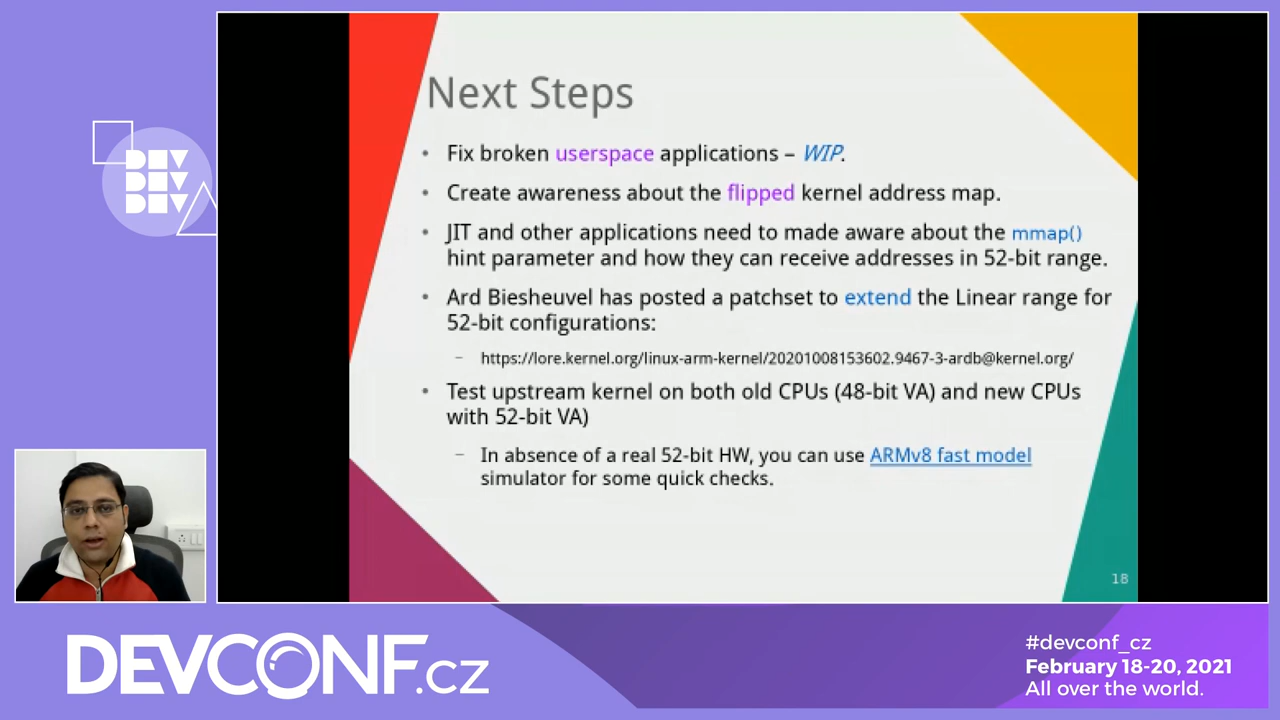 Next Steps
• Fix broken userspace applications – WIP.
• Create awareness about the flipped kernel address map.
• JIT and other applications need to made aware about the mmap()
hint parameter and how they can receive addresses in 52-bit range.
• Ard Biesheuvel has posted a patchset to extend the Linear range for
52-bit configurations:
– https://lore.kernel.org/linux-arm-kernel/20201008153602.9467-3-ardb@kernel.org/
• Test upstream kernel on both old CPUs (48-bit VA) and new CPUs
with 52-bit VA)
– In absence of a real 52-bit HW, you can use ARMv8 fast model
simulator for some quick checks.
18
DEV
DEV
DEV
DEVCONF.cz
#devconf_cz
February 18-20, 2021
All over the world.